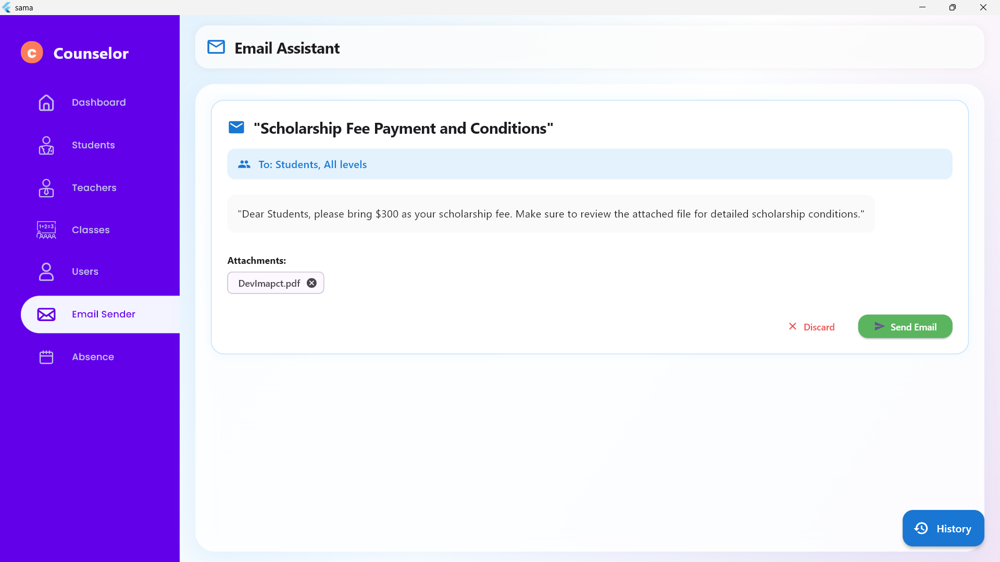 sama
C Counselor
Dashboard
Students
Teachers
1+2=3
Classes
Users
Email Sender
Absence
Email Assistant
"Scholarship Fee Payment and Conditions"
To: Students, All levels
"Dear Students, please bring $300 as your scholarship fee. Make sure to review the attached file for detailed scholarship conditions."
Attachments:
DevImapct.pdf
Discard
Send Email
History